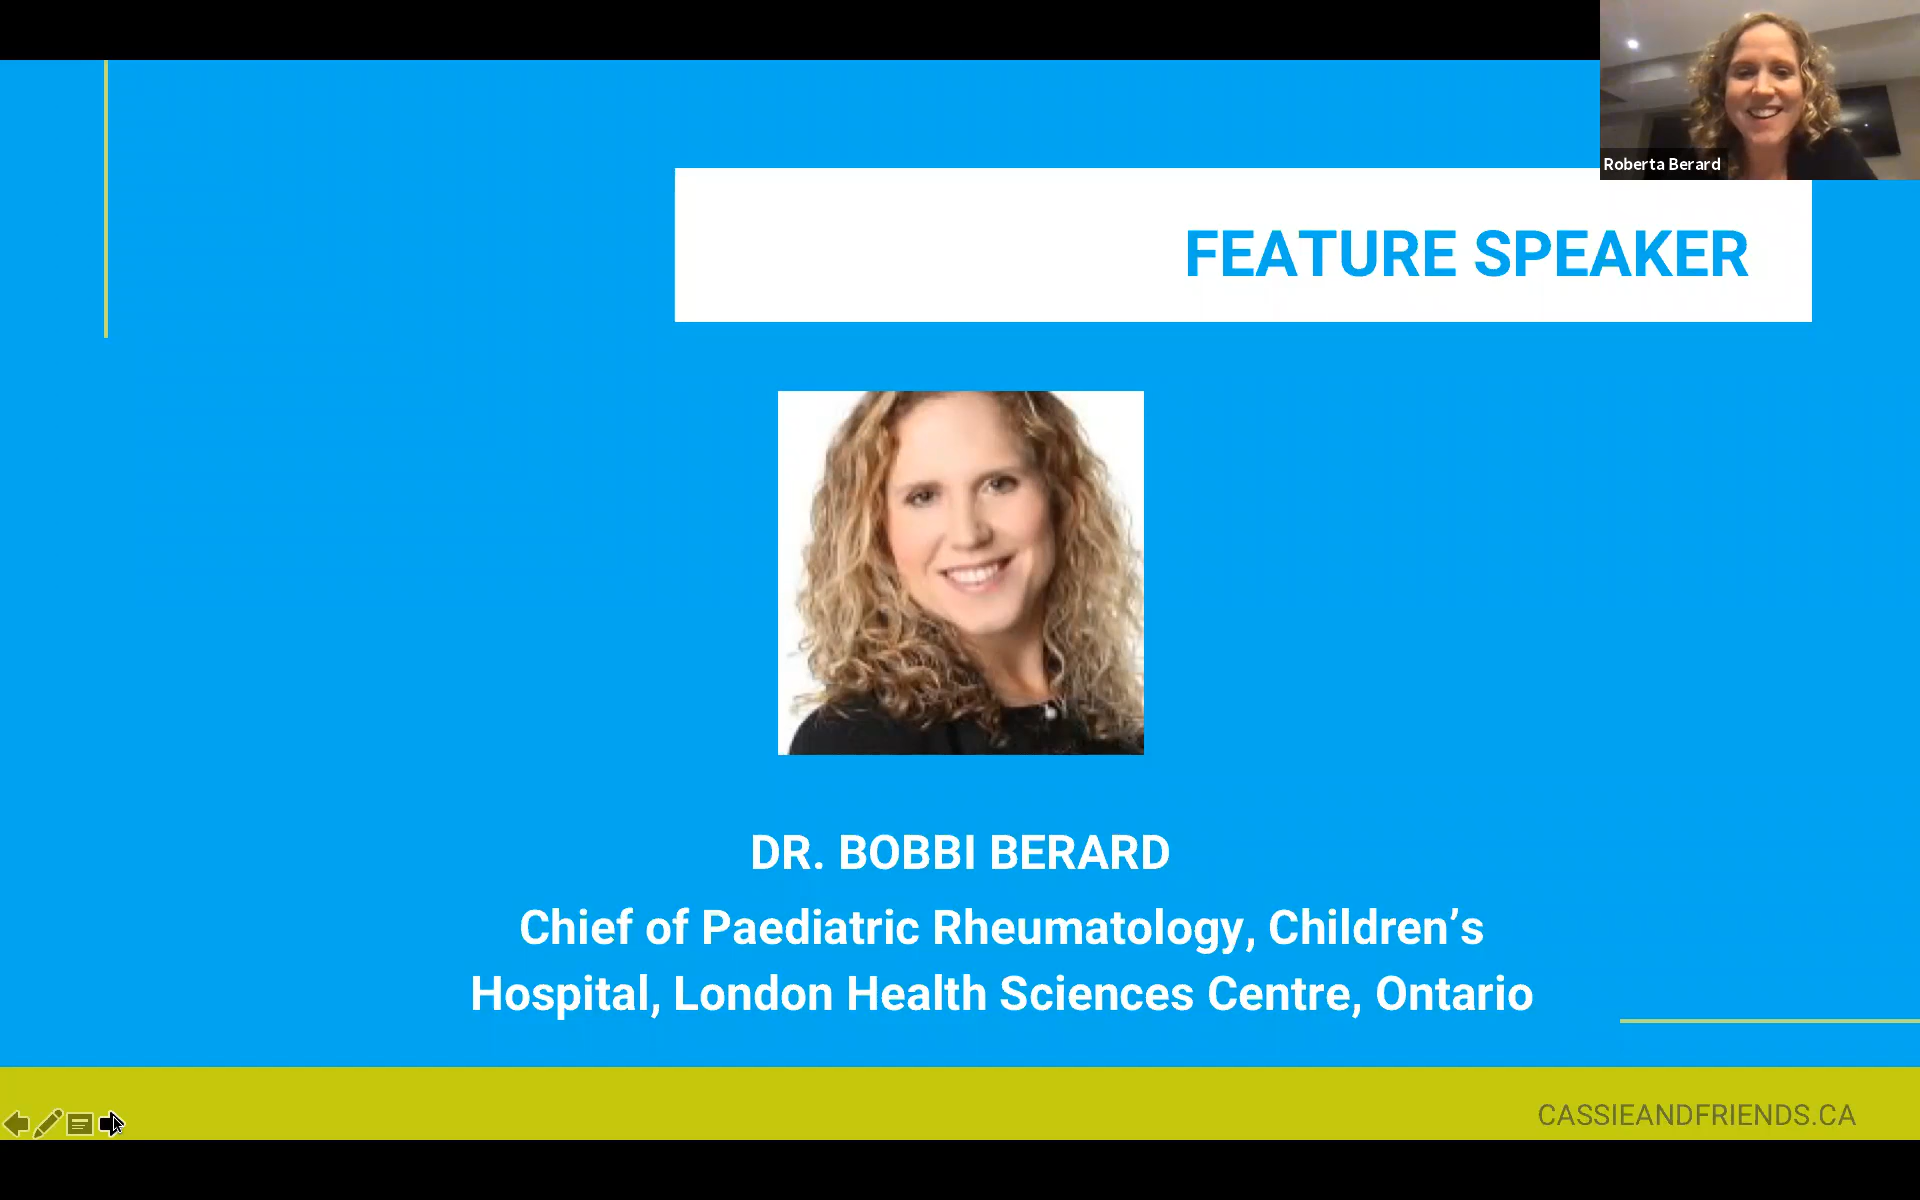 Roberta Berard
FEATURE SPEAKER
DR. BOBBI BERARD
Chief of Paediatric Rheumatology, Children’s
Hospital, London Health Sciences Centre, Ontario
CASSIEANDFRIENDS.CA